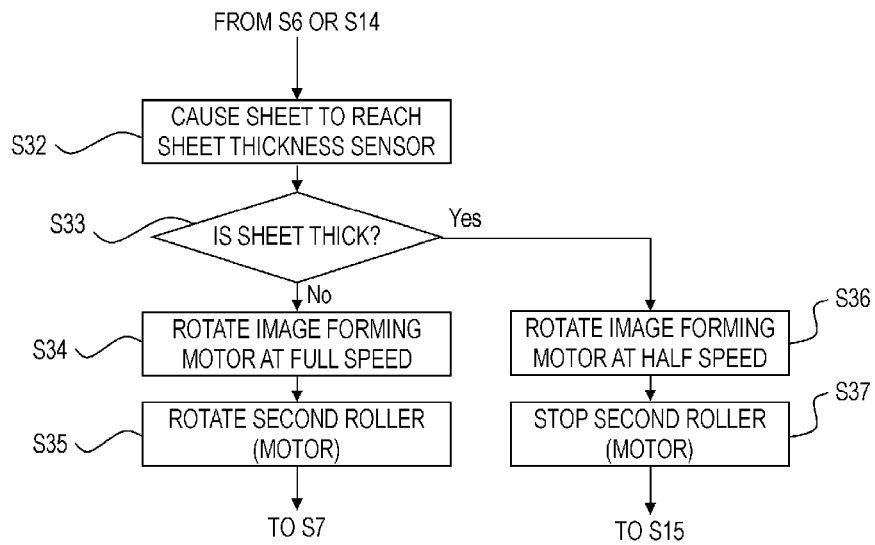 FROM S6 OR S14
S32
CAUSE SHEET TO REACH
SHEET THICKNESS SENSOR
S33
IS SHEET THICK?
Yes
No
S34
ROTATE IMAGE FORMING
MOTOR AT FULL SPEED
S36
ROTATE IMAGE FORMING
MOTOR AT HALF SPEED
S35
ROTATE SECOND ROLLER
(MOTOR)
S37
STOP SECOND ROLLER
(MOTOR)
TO S7
TO S15